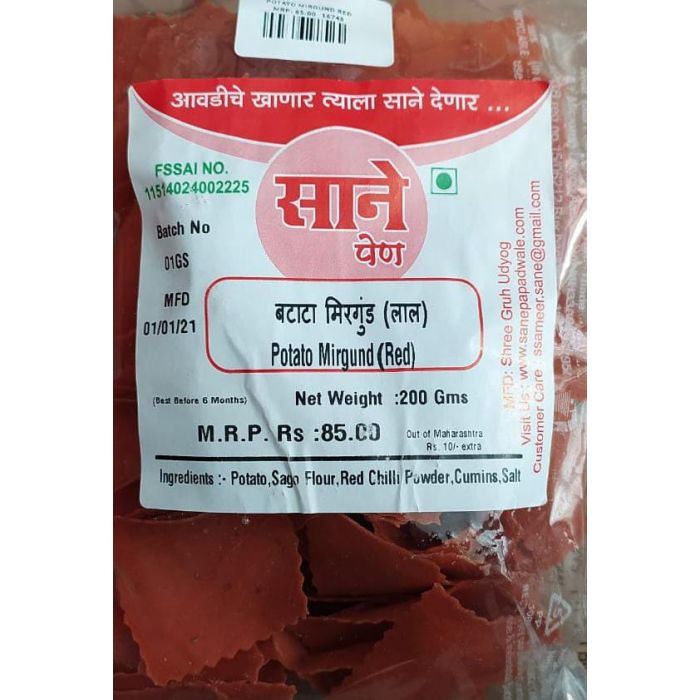 POTATO MIRGUND RED
MRP. 85.00
आवडीचे खाणार त्याला साने देणार ...
FSSAI NO.
11514024002225
साने
पेण
Batch No
01GS
MFD
01/01/21
बटाटा मिरगुंड (लाल)
Potato Mirgund (Red)
(Best Before 6 Months)
Net Weight :200 Gms
M.R.P. Rs :85.00
Out of Maharashtra
Rs. 10/- extra
Ingredients :- Potato,Sago Flour,Red Chilli Powder,Cumins,Salt
MFD: Shree Gruh Udyog
Visit Us : www.sanepapadwale.com
Customer Care : ssameer.sane@gmail.com